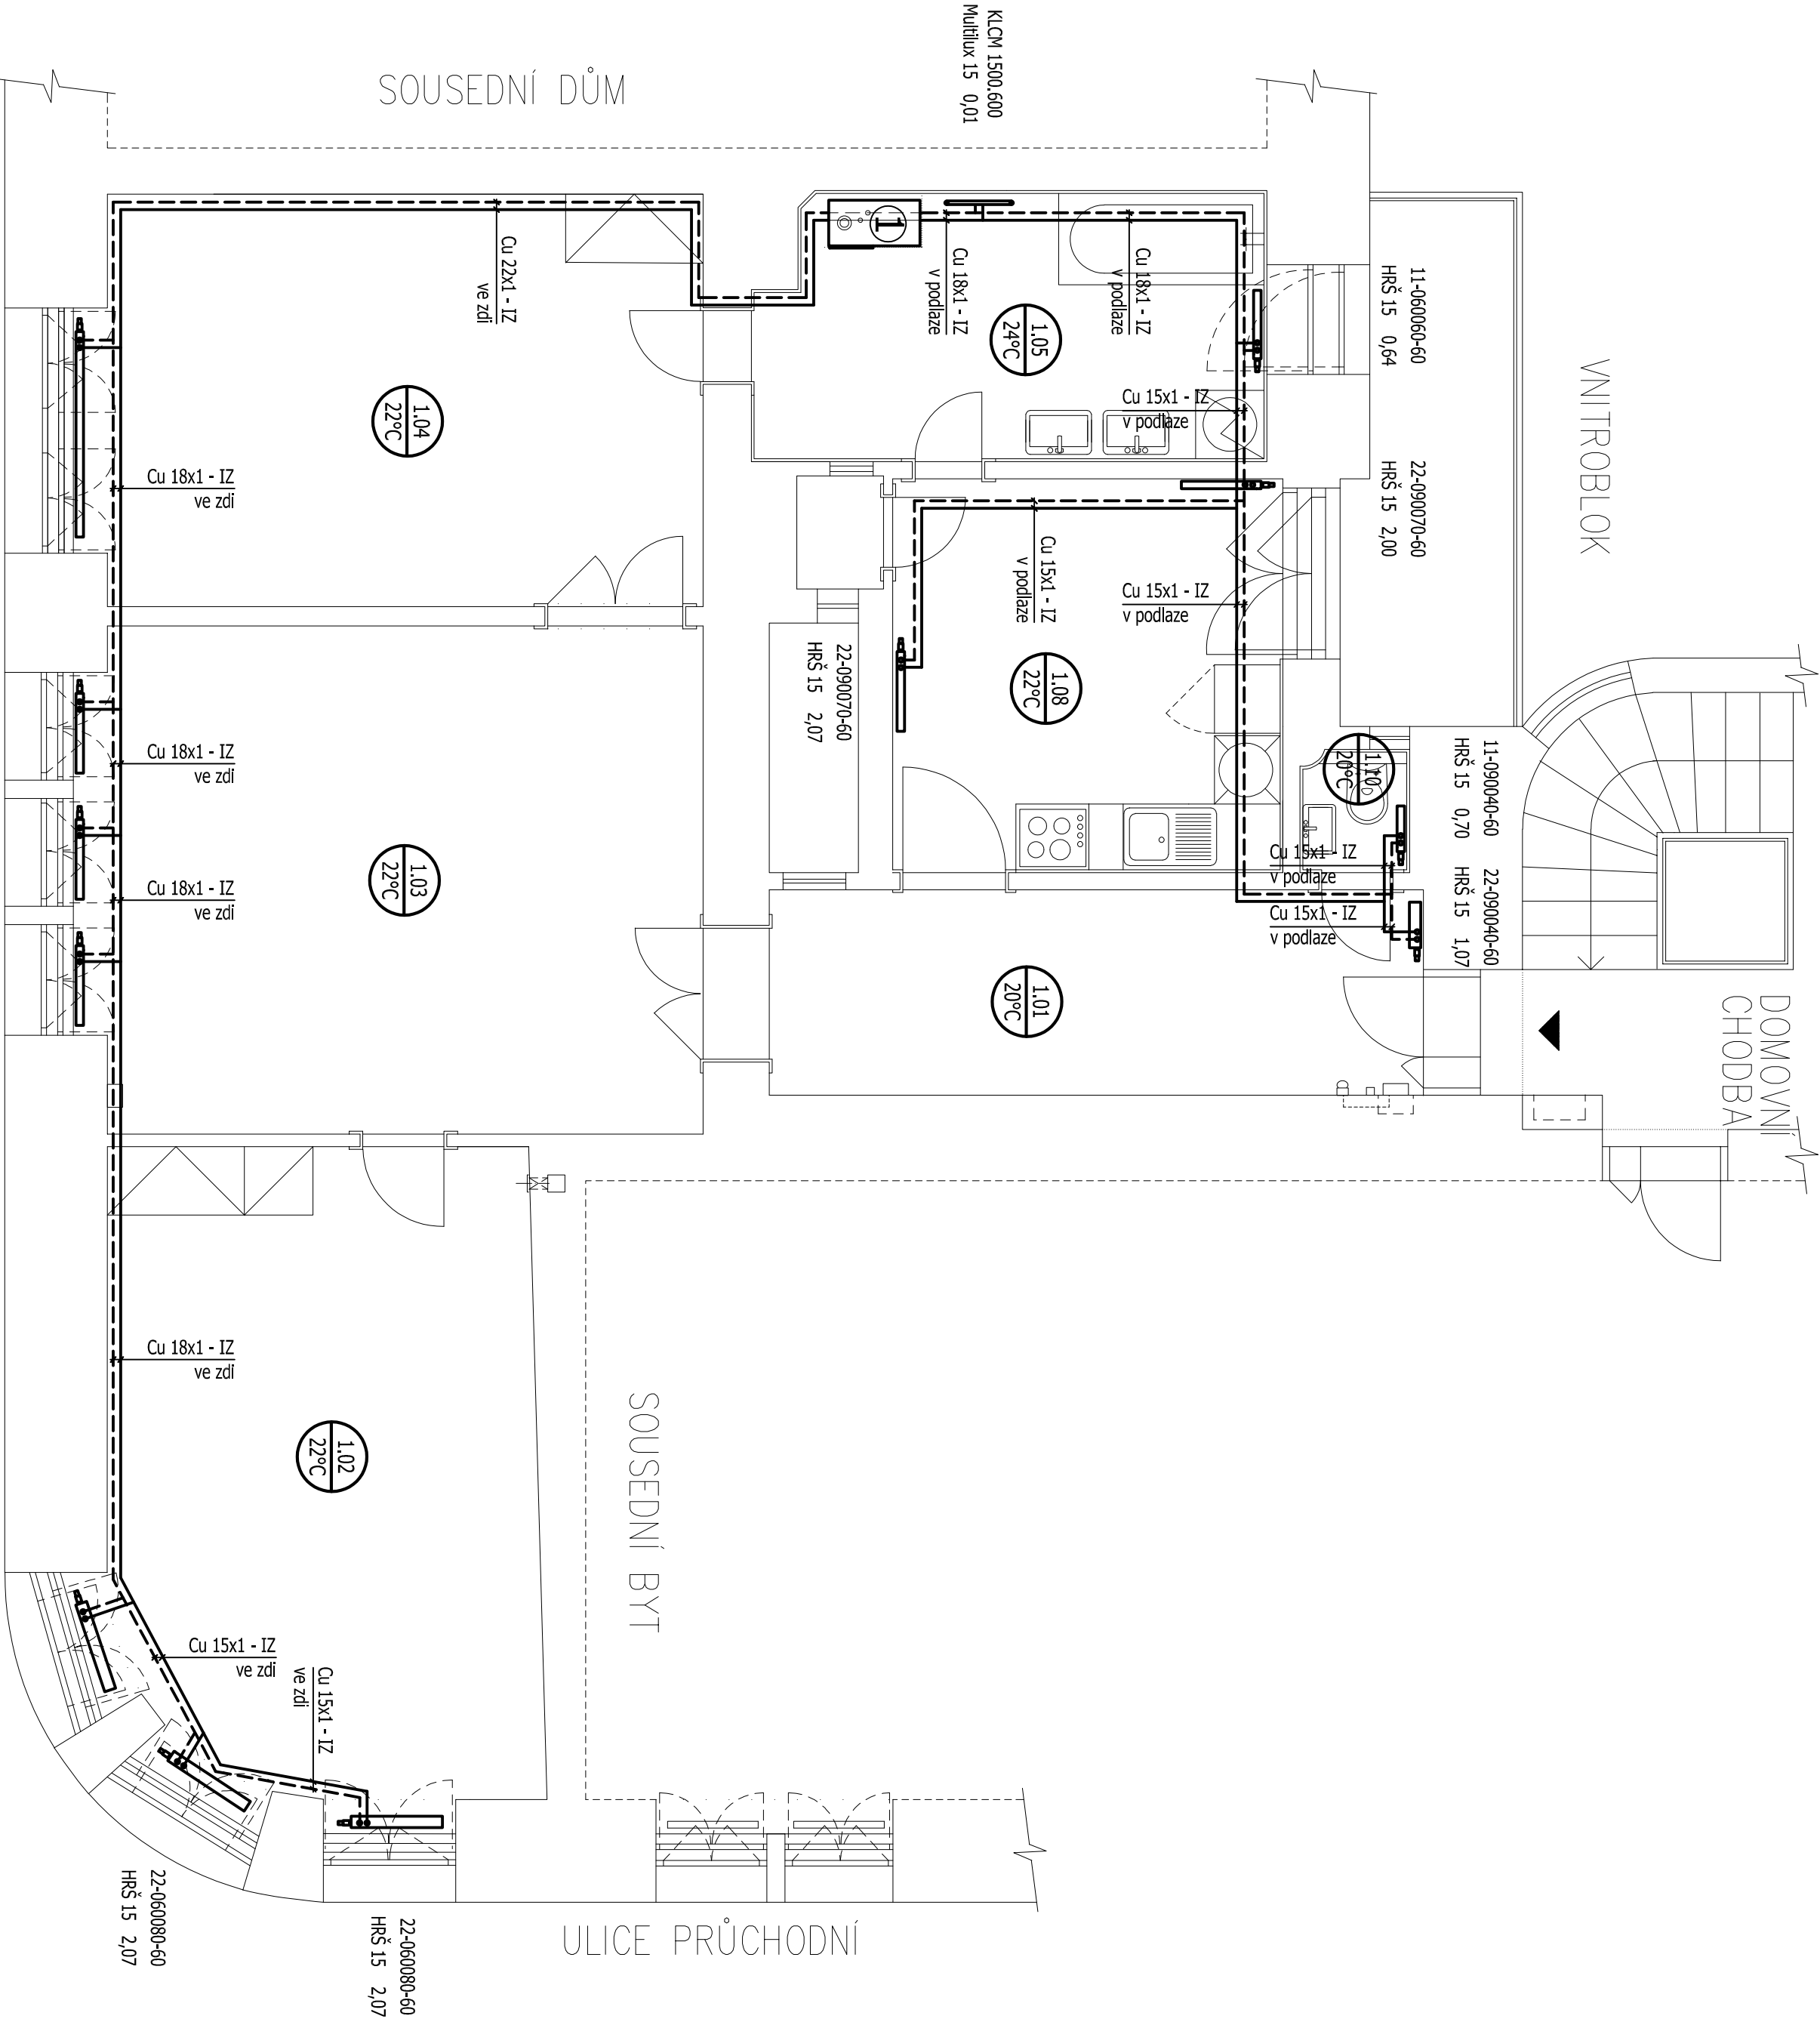 SOUSEDNÍ DŮM
KLCM 1500.600
Multilux 15 0,01
VNITROBLOK
11-060060-60
HRŠ 15 0,64
22-090070-60
HRŠ 15 2,00
11-090040-60
HRŠ 15 0,70
22-090040-60
HRŠ 15 1,07
DOMOVNÍ
CHODBA
Cu 22x1 - IZ
ve zdi
1
Cu 18x1 - IZ
v podlaze
Cu 18x1 - IZ
v podlaze
1.05
24°C
Cu 15x1 - IZ
v podlaze
1.04
22°C
Cu 18x1 - IZ
ve zdi
Cu 15x1 - IZ
v podlaze
Cu 15x1 - IZ
v podlaze
22-090070-60
HRŠ 15 2,07
1.08
22°C
1.10
20°C
Cu 18x1 - IZ
ve zdi
1.03
22°C
Cu 18x1 - IZ
ve zdi
Cu 15x1 - IZ
v podlaze
Cu 15x1 - IZ
v podlaze
1.01
20°C
Cu 18x1 - IZ
ve zdi
1.02
22°C
SOUSEDNÍ BYT
Cu 15x1 - IZ
ve zdi
Cu 15x1 - IZ
ve zdi
22-060080-60
HRŠ 15 2,07
22-060080-60
HRŠ 15 2,07
ULICE PRŮCHODNÍ